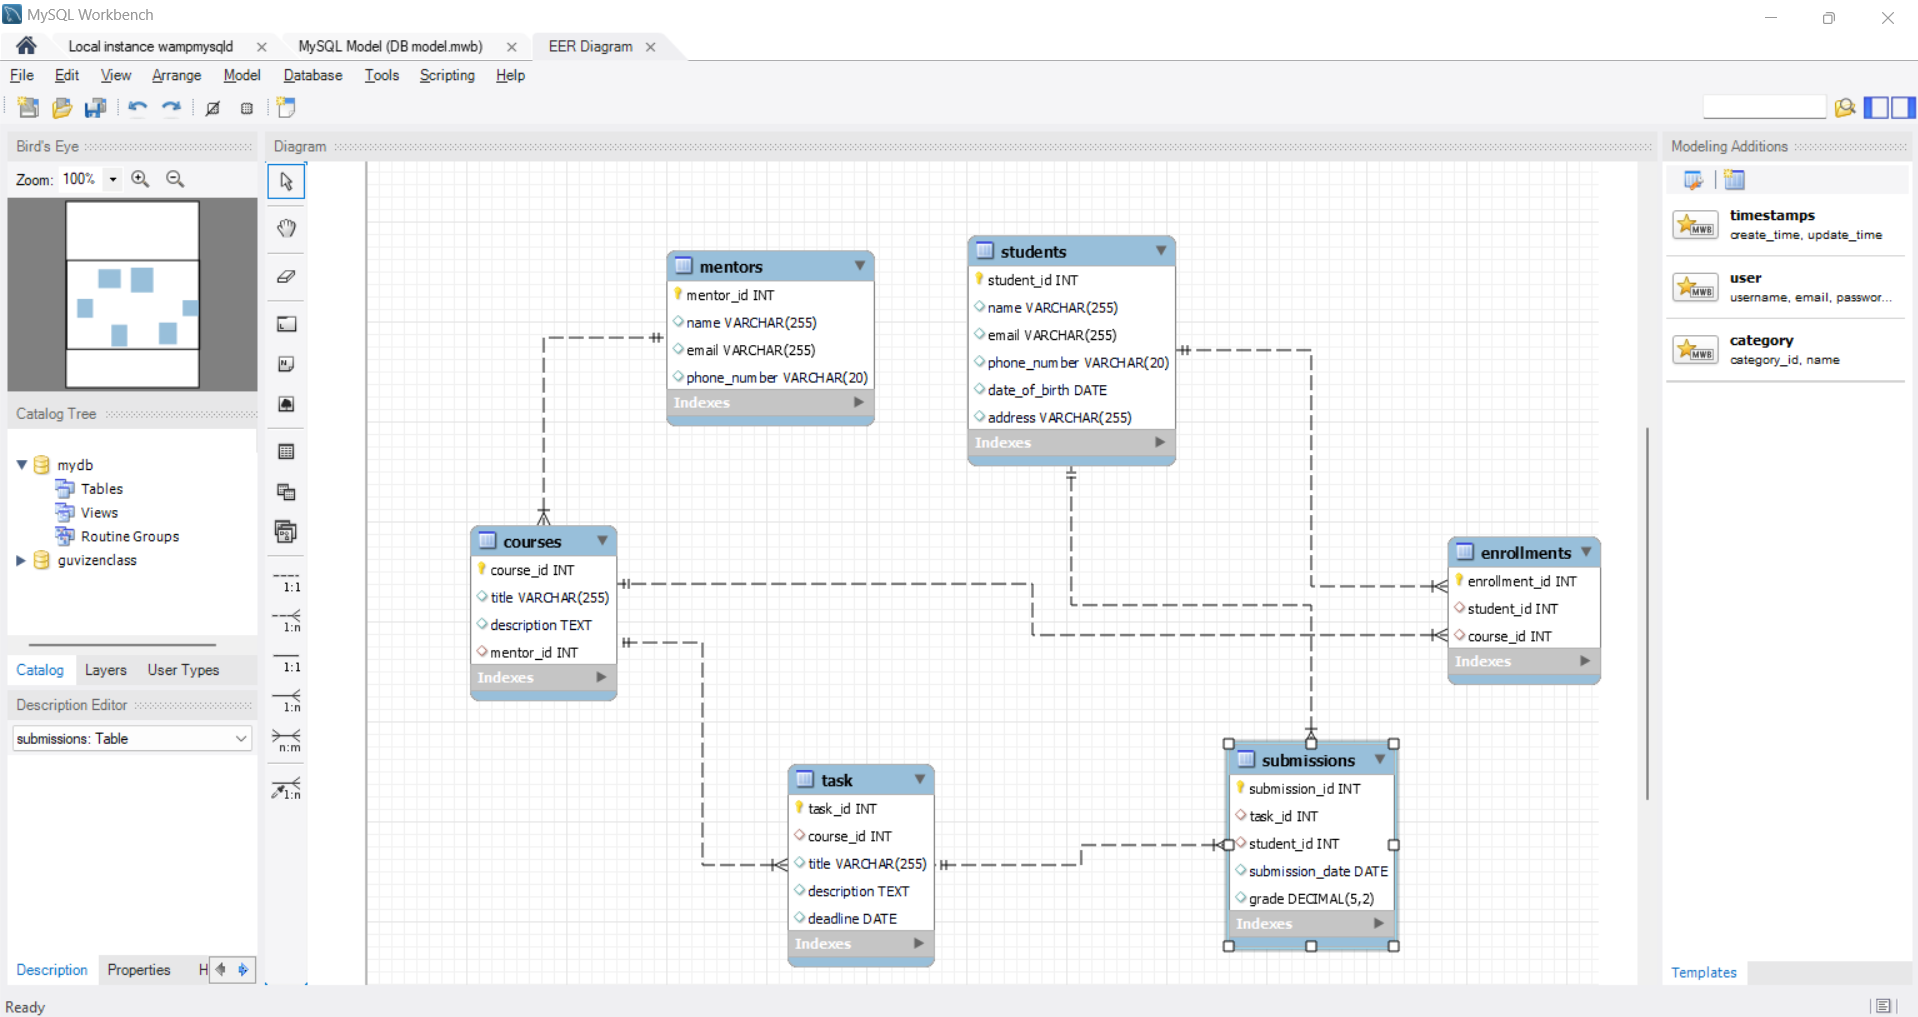 MySQL Workbench
Local instance wampmysqld
MySQL Model (DB model.mwb)
EER Diagram
File Edit View Arrange Model Database Tools Scripting Help
Bird's Eye
Zoom: 100%
Catalog Tree
mydb
Tables
Views
Routine Groups
guvizenclass
Catalog Layers User Types
Description Editor
submissions: Table
Description Properties H
Ready
Diagram
1:1
1:n
1:1
1:n
n:m
1:n
mentors
mentor_id INT
name VARCHAR(255)
email VARCHAR(255)
phone_number VARCHAR(20)
Indexes
students
student_id INT
name VARCHAR(255)
email VARCHAR(255)
phone_number VARCHAR(20)
date_of_birth DATE
address VARCHAR(255)
Indexes
courses
course_id INT
title VARCHAR(255)
description TEXT
mentor_id INT
Indexes
enrollments
enrollment_id INT
student_id INT
course_id INT
Indexes
task
task_id INT
course_id INT
title VARCHAR(255)
description TEXT
deadline DATE
Indexes
submissions
submission_id INT
task_id INT
student_id INT
submission_date DATE
grade DECIMAL(5,2)
Indexes
Modeling Additions
MWB
timestamps
create_time, update_time
MWB
user
username, email, passwor...
MWB
category
category_id, name
Templates